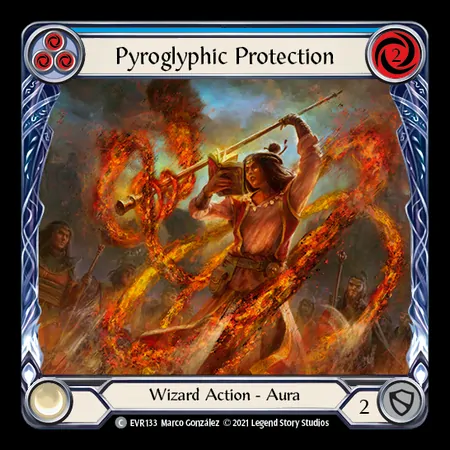 Pyroglyphic Protection
2
Wizard Action - Aura
2
C EVR133 Marco González © 2021 Legend Story Studios